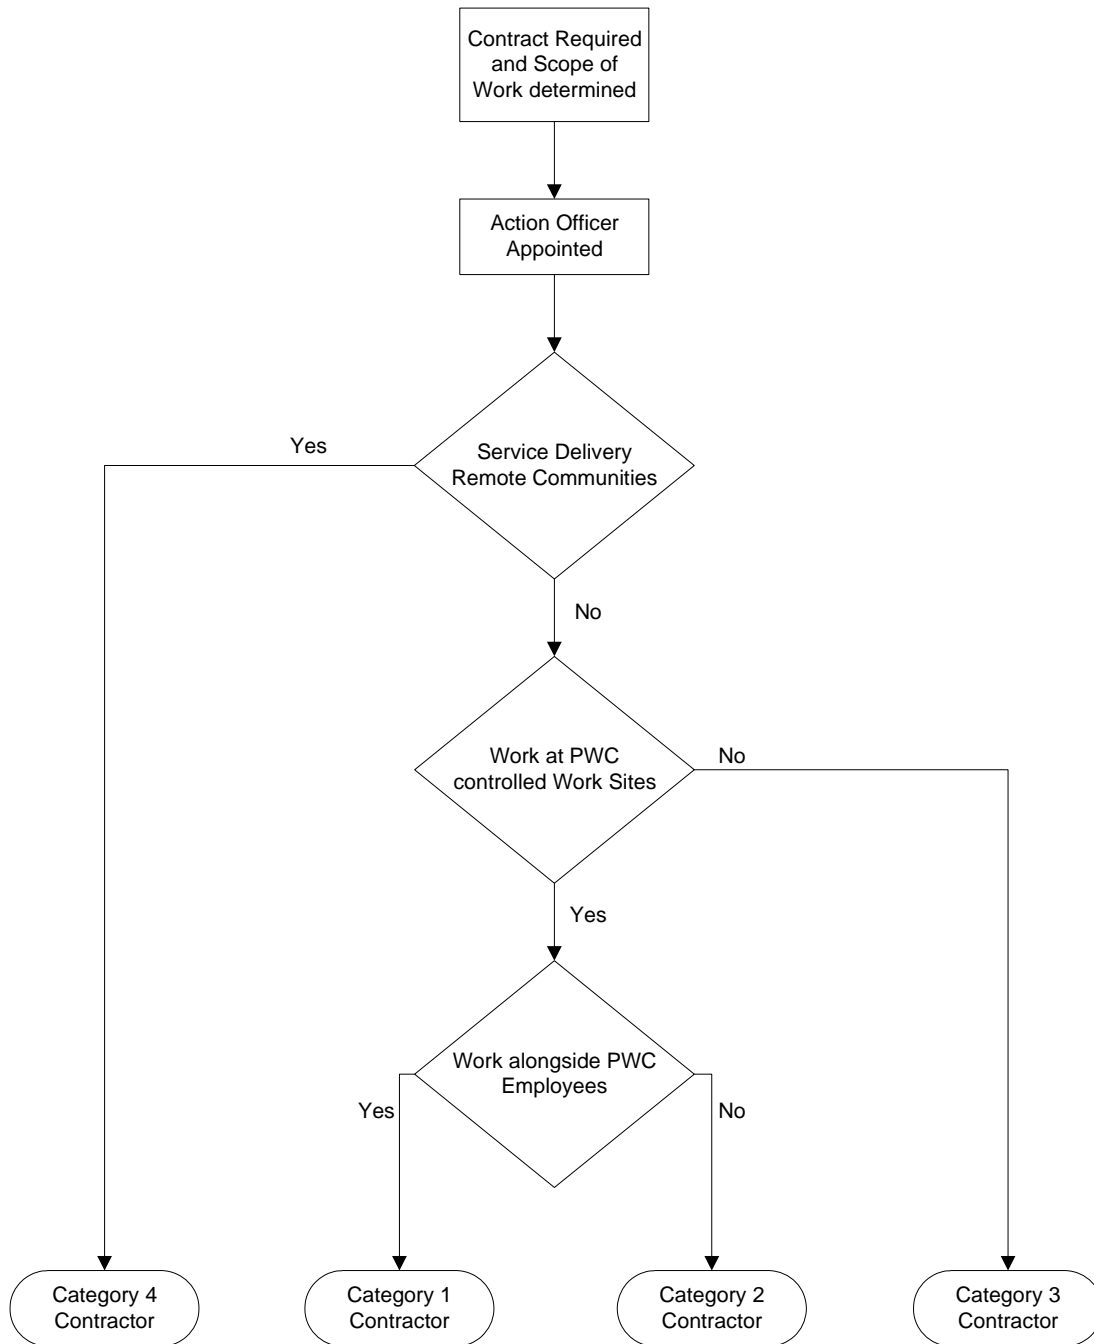 Contract Required
and Scope of
Work determined
Action Officer
Appointed
Yes
Service Delivery
Remote Communities
No
Work at PWC
controlled Work Sites
No
Yes
Work alongside PWC
Employees
Yes
No
Category 4
Contractor
Category 1
Contractor
Category 2
Contractor
Category 3
Contractor